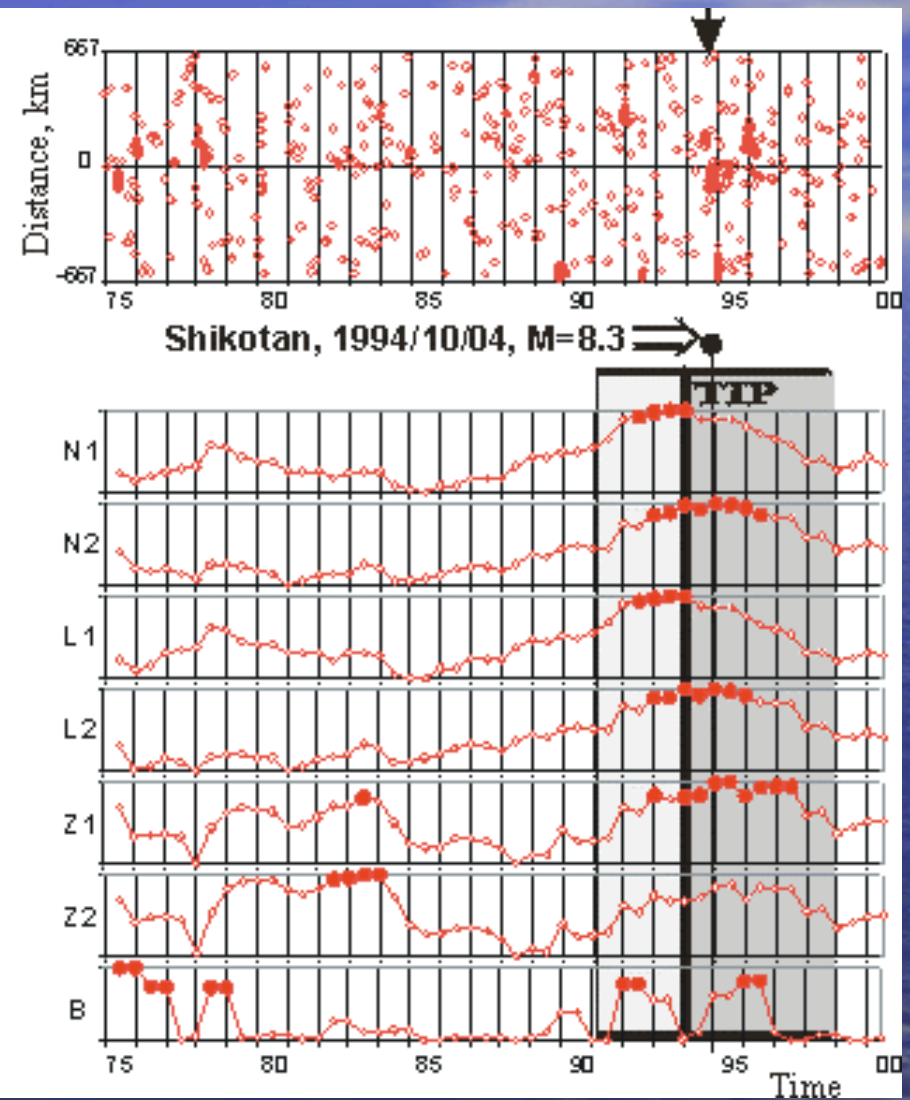 667
Distance, km
0
-667
75 80 85 90 95 00
Shikotan, 1994/10/04, M=8.3
TIP
N1
N2
L1
L2
Z1
Z2
B
75 80 85 90 95 00
Time